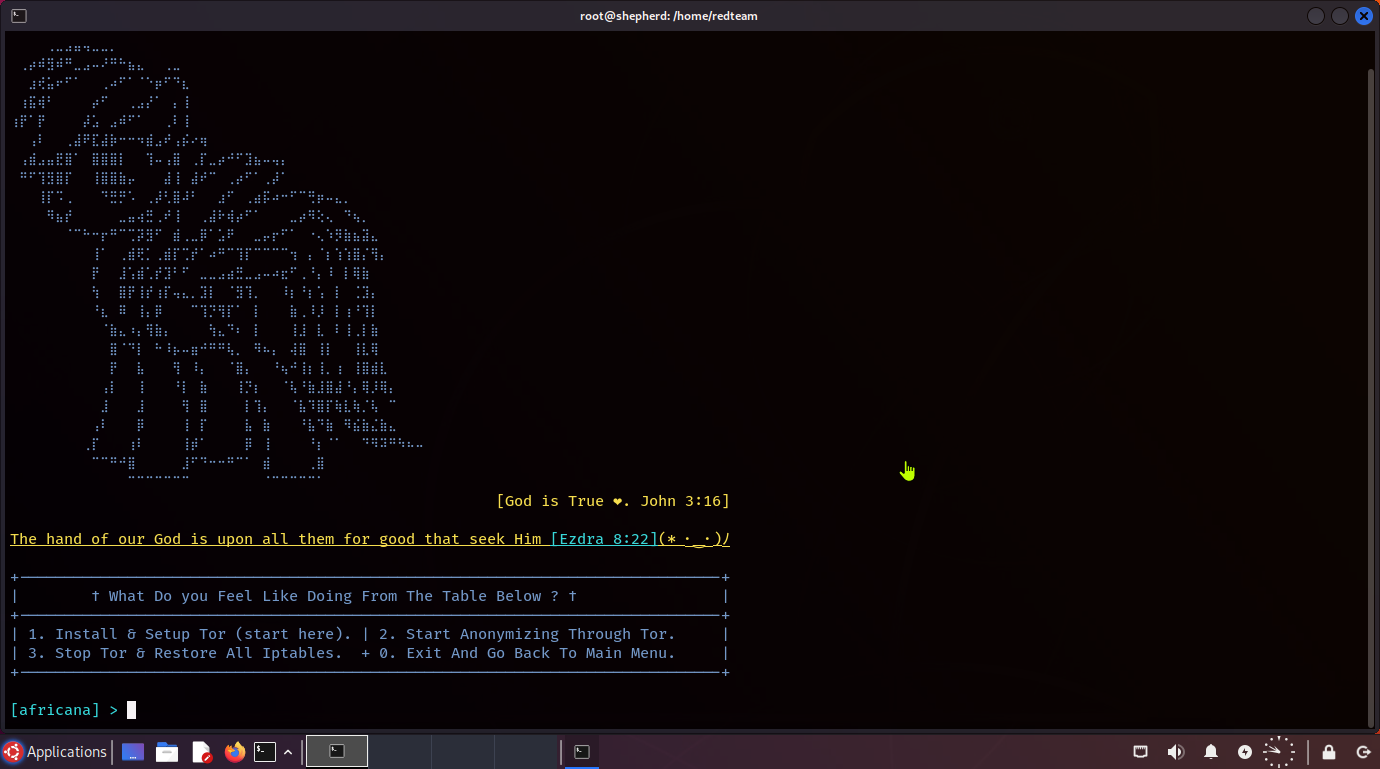 root@shepherd: /home/redteam
[God is True ❤. John 3:16]
The hand of our God is upon all them for good that seek Him [Ezdra 8:22](* ·‿·)ﾉ
† What Do you Feel Like Doing From The Table Below ? †
| 1. Install & Setup Tor (start here). | 2. Start Anonymizing Through Tor. |
| 3. Stop Tor & Restore All Iptables. + 0. Exit And Go Back To Main Menu. |
[africana] >
Applications